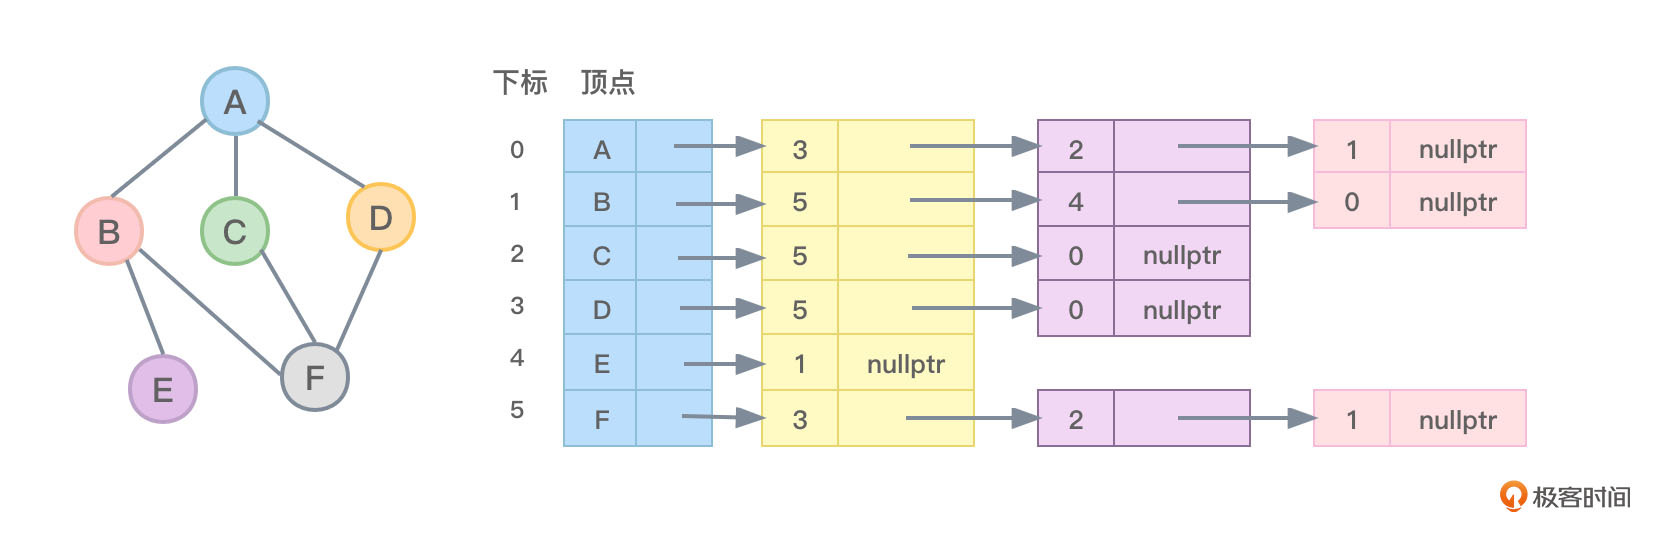 下标 顶点
A
B
C
D
E
F
0 A 3 2 1 nullptr
1 B 5 4 0 nullptr
2 C 5 0 nullptr
3 D 5 0 nullptr
4 E 1 nullptr
5 F 3 2 1 nullptr
极客时间